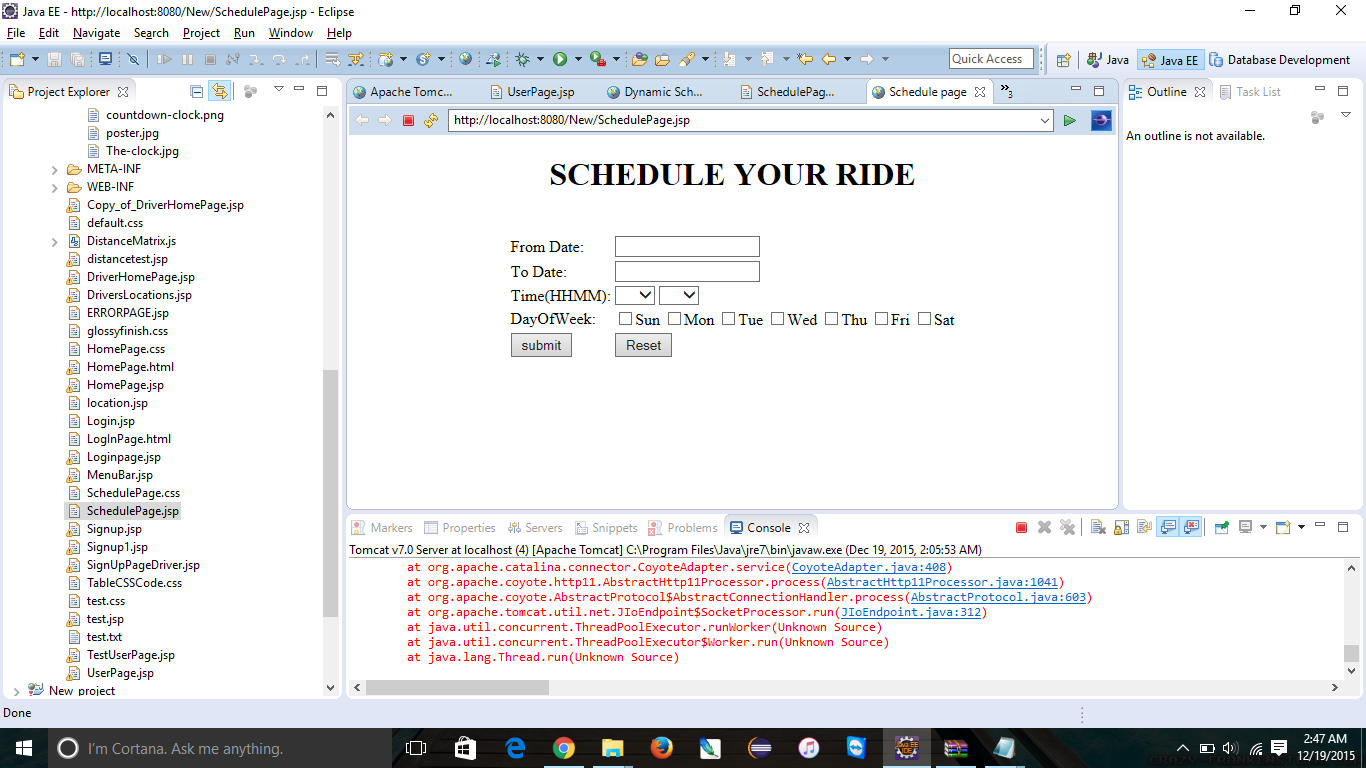 Java EE - http://localhost:8080/New/SchedulePage.jsp - Eclipse
File Edit Navigate Search Project Run Window Help
Quick Access
Java
Java EE
Database Development
Project Explorer
countdown-clock.png
poster.jpg
The-clock.jpg
META-INF
WEB-INF
Copy_of_DriverHomePage.jsp
default.css
DistanceMatrix.js
distancetest.jsp
DriverHomePage.jsp
DriversLocations.jsp
ERRORPAGE.jsp
glossyfinish.css
HomePage.css
HomePage.html
HomePage.jsp
location.jsp
Login.jsp
LogInPage.html
Loginpage.jsp
MenuBar.jsp
SchedulePage.css
SchedulePage.jsp
Signup.jsp
Signup1.jsp
SignUpPageDriver.jsp
TableCSSCode.css
test.css
test.jsp
test.txt
TestUserPage.jsp
UserPage.jsp
New project
Apache Tomc... UserPage.jsp Dynamic Sch... SchedulePag... Schedule page »3
http://localhost:8080/New/SchedulePage.jsp
SCHEDULE YOUR RIDE
From Date:
To Date:
Time(HHMM):
DayOfWeek: Sun Mon Tue Wed Thu Fri Sat
submit Reset
Outline Task List
An outline is not available.
Markers Properties Servers Snippets Problems Console
Tomcat v7.0 Server at localhost (4) [Apache Tomcat] C:\Program Files\Java\jre7\bin\javaw.exe (Dec 19, 2015, 2:05:53 AM)
at org.apache.catalina.connector.CoyoteAdapter.service(CoyoteAdapter.java:408)
at org.apache.coyote.http11.AbstractHttp11Processor.process(AbstractHttp11Processor.java:1041)
at org.apache.coyote.AbstractProtocol$AbstractConnectionHandler.process(AbstractProtocol.java:603)
at org.apache.tomcat.util.net.JIoEndpoint$SocketProcessor.run(JIoEndpoint.java:312)
at java.util.concurrent.ThreadPoolExecutor.runWorker(Unknown Source)
at java.util.concurrent.ThreadPoolExecutor$Worker.run(Unknown Source)
at java.lang.Thread.run(Unknown Source)
Done
I'm Cortana. Ask me anything.
2:47 AM
12/19/2015